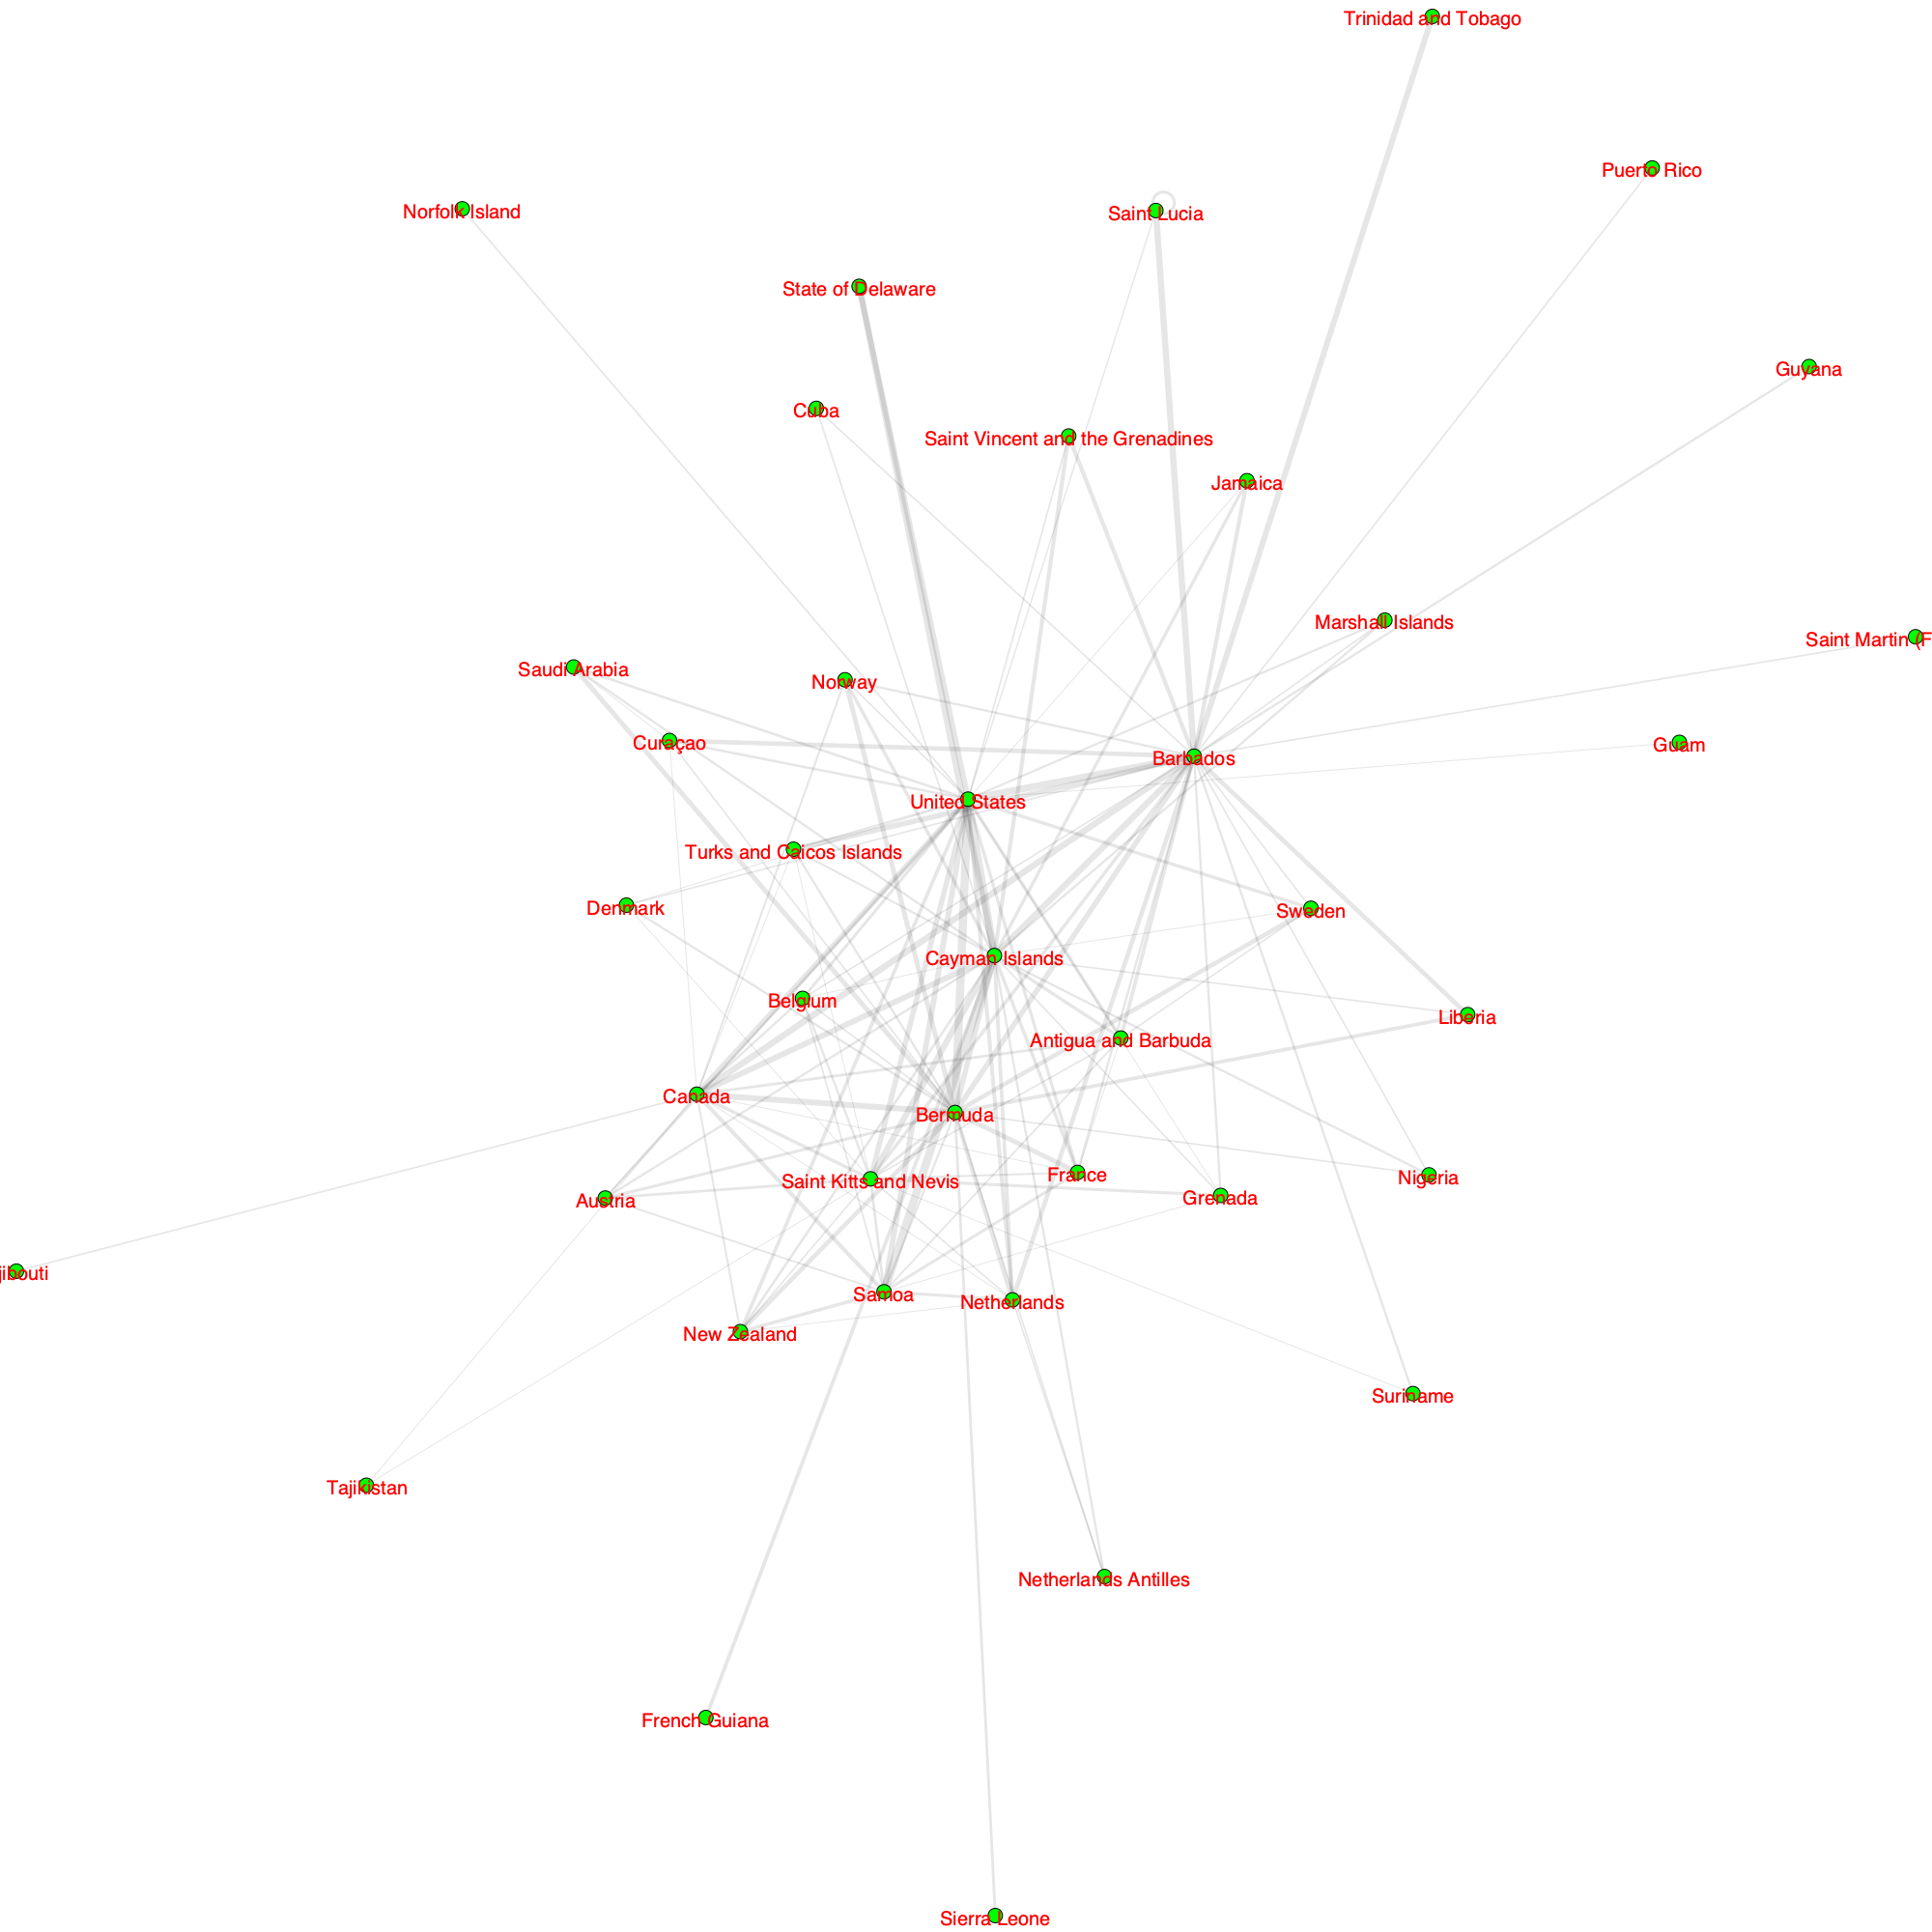 Trinidad and Tobago
Puerto Rico
Norfolk Island
Saint Lucia
State of Delaware
Guyana
Cuba
Saint Vincent and the Grenadines
Jamaica
Marshall Islands
Saint Martin (F
Saudi Arabia
Norway
Curaçao
Guam
Barbados
United States
Turks and Caicos Islands
Denmark
Sweden
Cayman Islands
Belgium
Liberia
Antigua and Barbuda
Canada
Bermuda
France
Nigeria
Saint Kitts and Nevis
Grenada
Austria
jibouti
Samoa
Netherlands
New Zealand
Suriname
Tajikistan
Netherlands Antilles
French Guiana
Sierra Leone